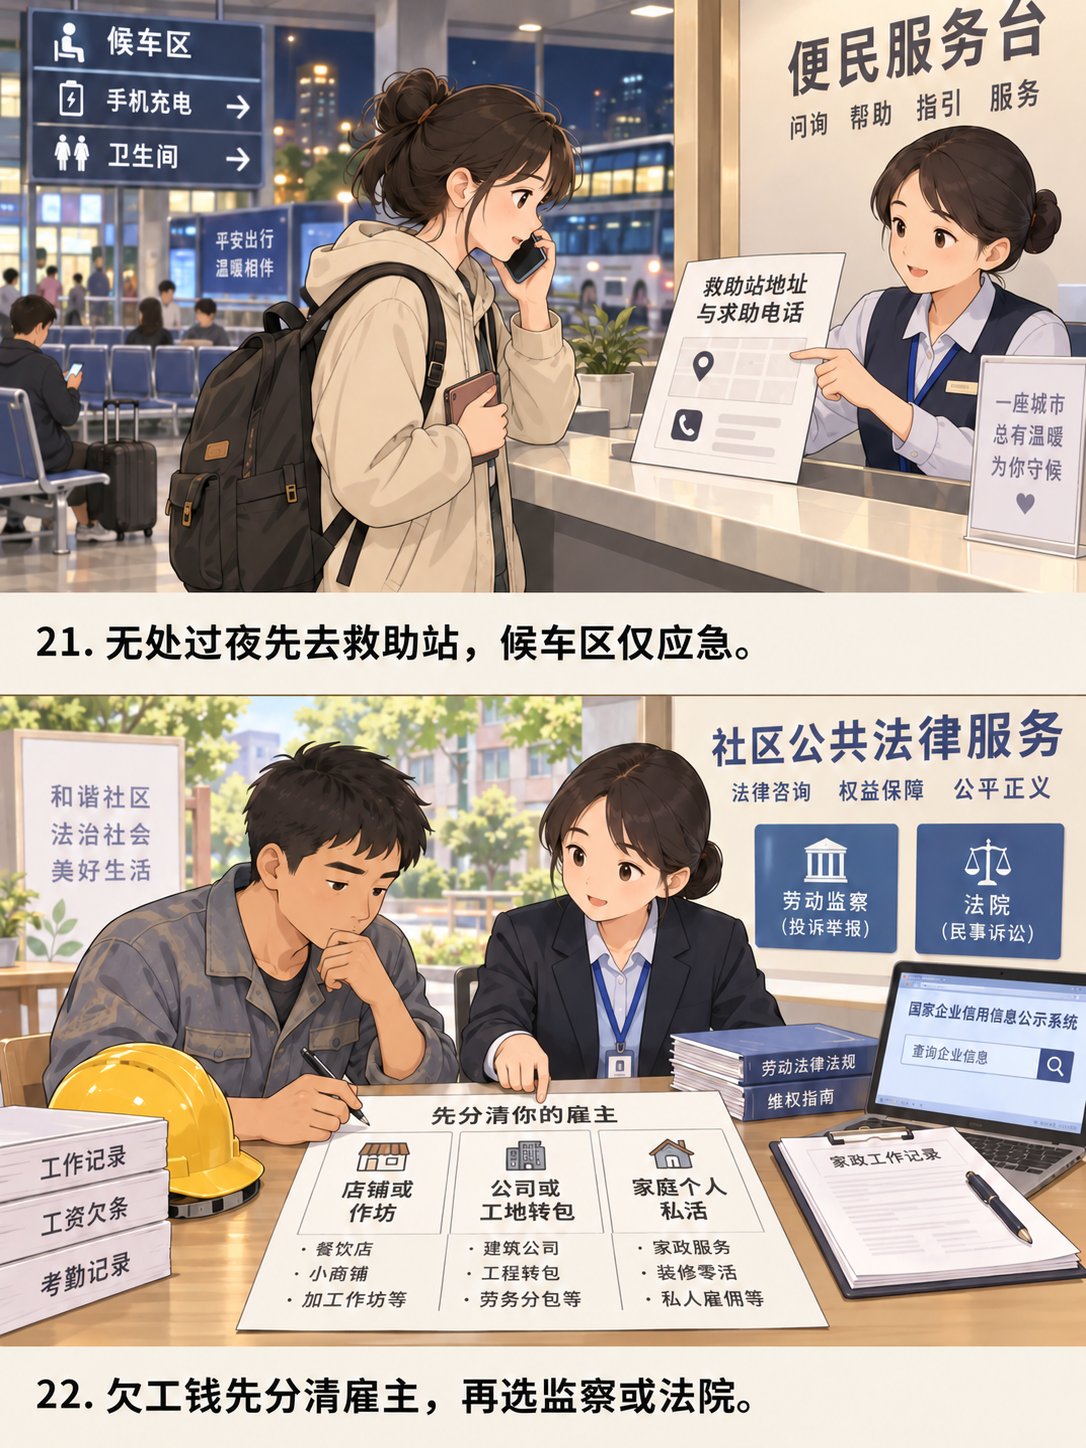 候车区
手机充电
卫生间
平安出行
温暖相伴
便民服务台
问询 帮助 指引 服务
救助站地址
与求助电话
一座城市
总有温暖
为你守候
21. 无处过夜先去救助站，候车区仅应急。
和谐社区
法治社会
美好生活
社区公共法律服务
法律咨询 权益保障 公平正义
劳动监察
(投诉举报)
法院
(民事诉讼)
国家企业信用信息公示系统
查询企业信息
劳动法律法规
维权指南
工作记录
工资欠条
考勤记录
先分清你的雇主
店铺或
作坊
·餐饮店
·小商铺
·加工作坊等
公司或
工地转包
·建筑公司
·工程转包
·劳务分包等
家庭个人
私活
·家政服务
·装修零活
·私人雇佣等
家政工作记录
22. 欠工钱先分清雇主，再选监察或法院。